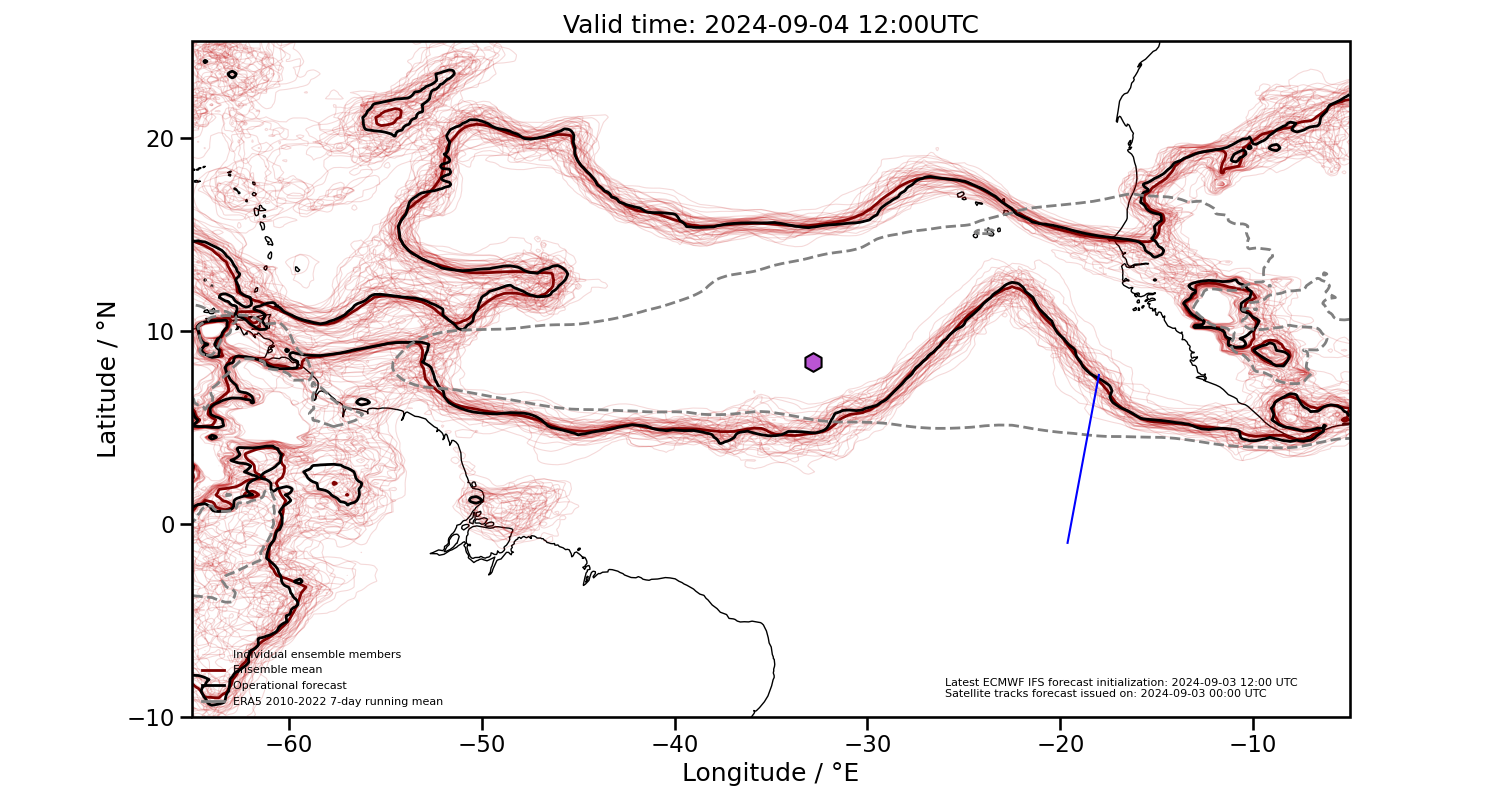 Valid time: 2024-09-04 12:00UTC
20
10
0
−10
Latitude / °N
Individual ensemble members
Ensemble mean
Operational forecast
ERA5 2010-2022 7-day running mean
Latest ECMWF IFS forecast initialization: 2024-09-03 12:00 UTC
Satellite tracks forecast issued on: 2024-09-03 00:00 UTC
−60
−50
−40
−30
−20
−10
Longitude / °E